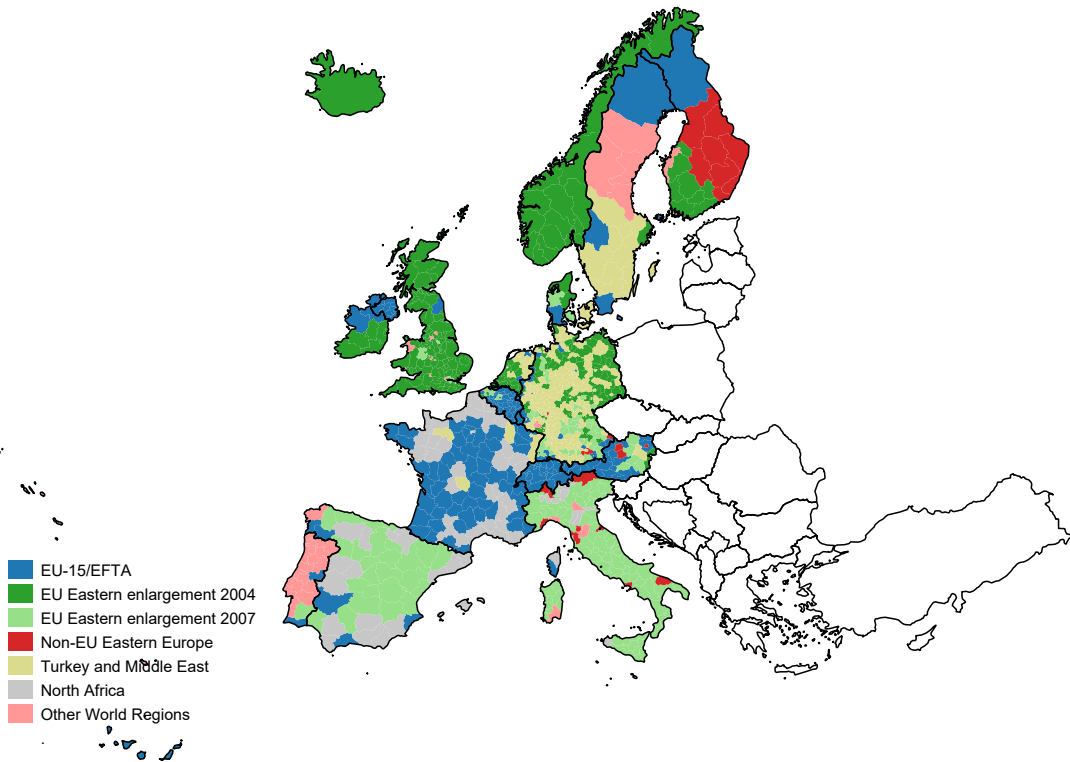 EU-15/EFTA
EU Eastern enlargement 2004
EU Eastern enlargement 2007
Non-EU Eastern Europe
Turkey and Middle East
North Africa
Other World Regions